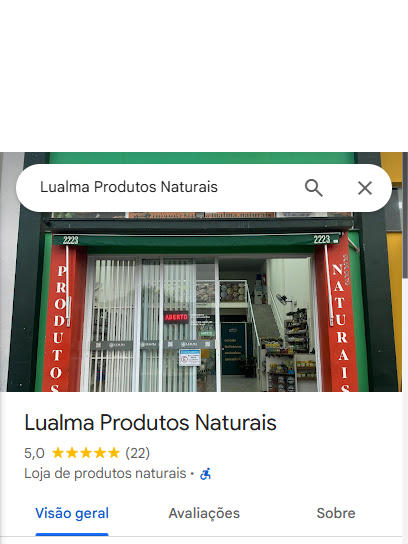 Lualma Produtos Naturais
2223
2223
PRODUTOS
NATURAIS
ABERTO
Lualma Produtos Naturais
5,0 ★★★★★ (22)
Loja de produtos naturais ·
Visão geral
Avaliações
Sobre